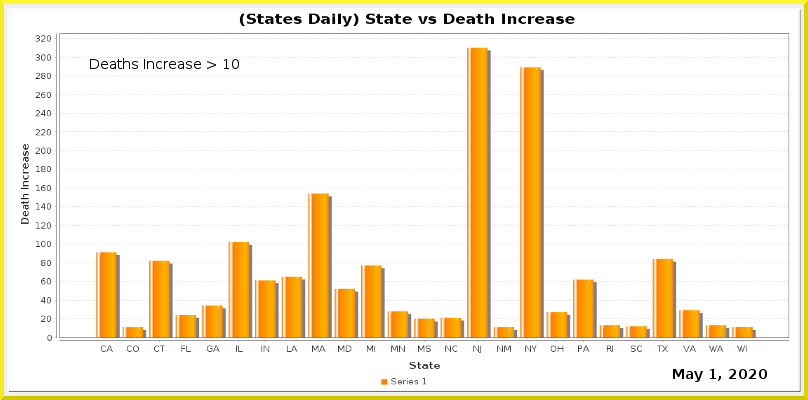 (States Daily) State vs Death Increase
Deaths Increase > 10
Death Increase
320
300
280
260
240
220
200
180
160
140
120
100
80
60
40
20
0
CA CO CT FL GA IL IN LA MA MD MI MN MS NC NJ NM NY OH PA RI SC TX VA WA WI
State
Series 1
May 1, 2020